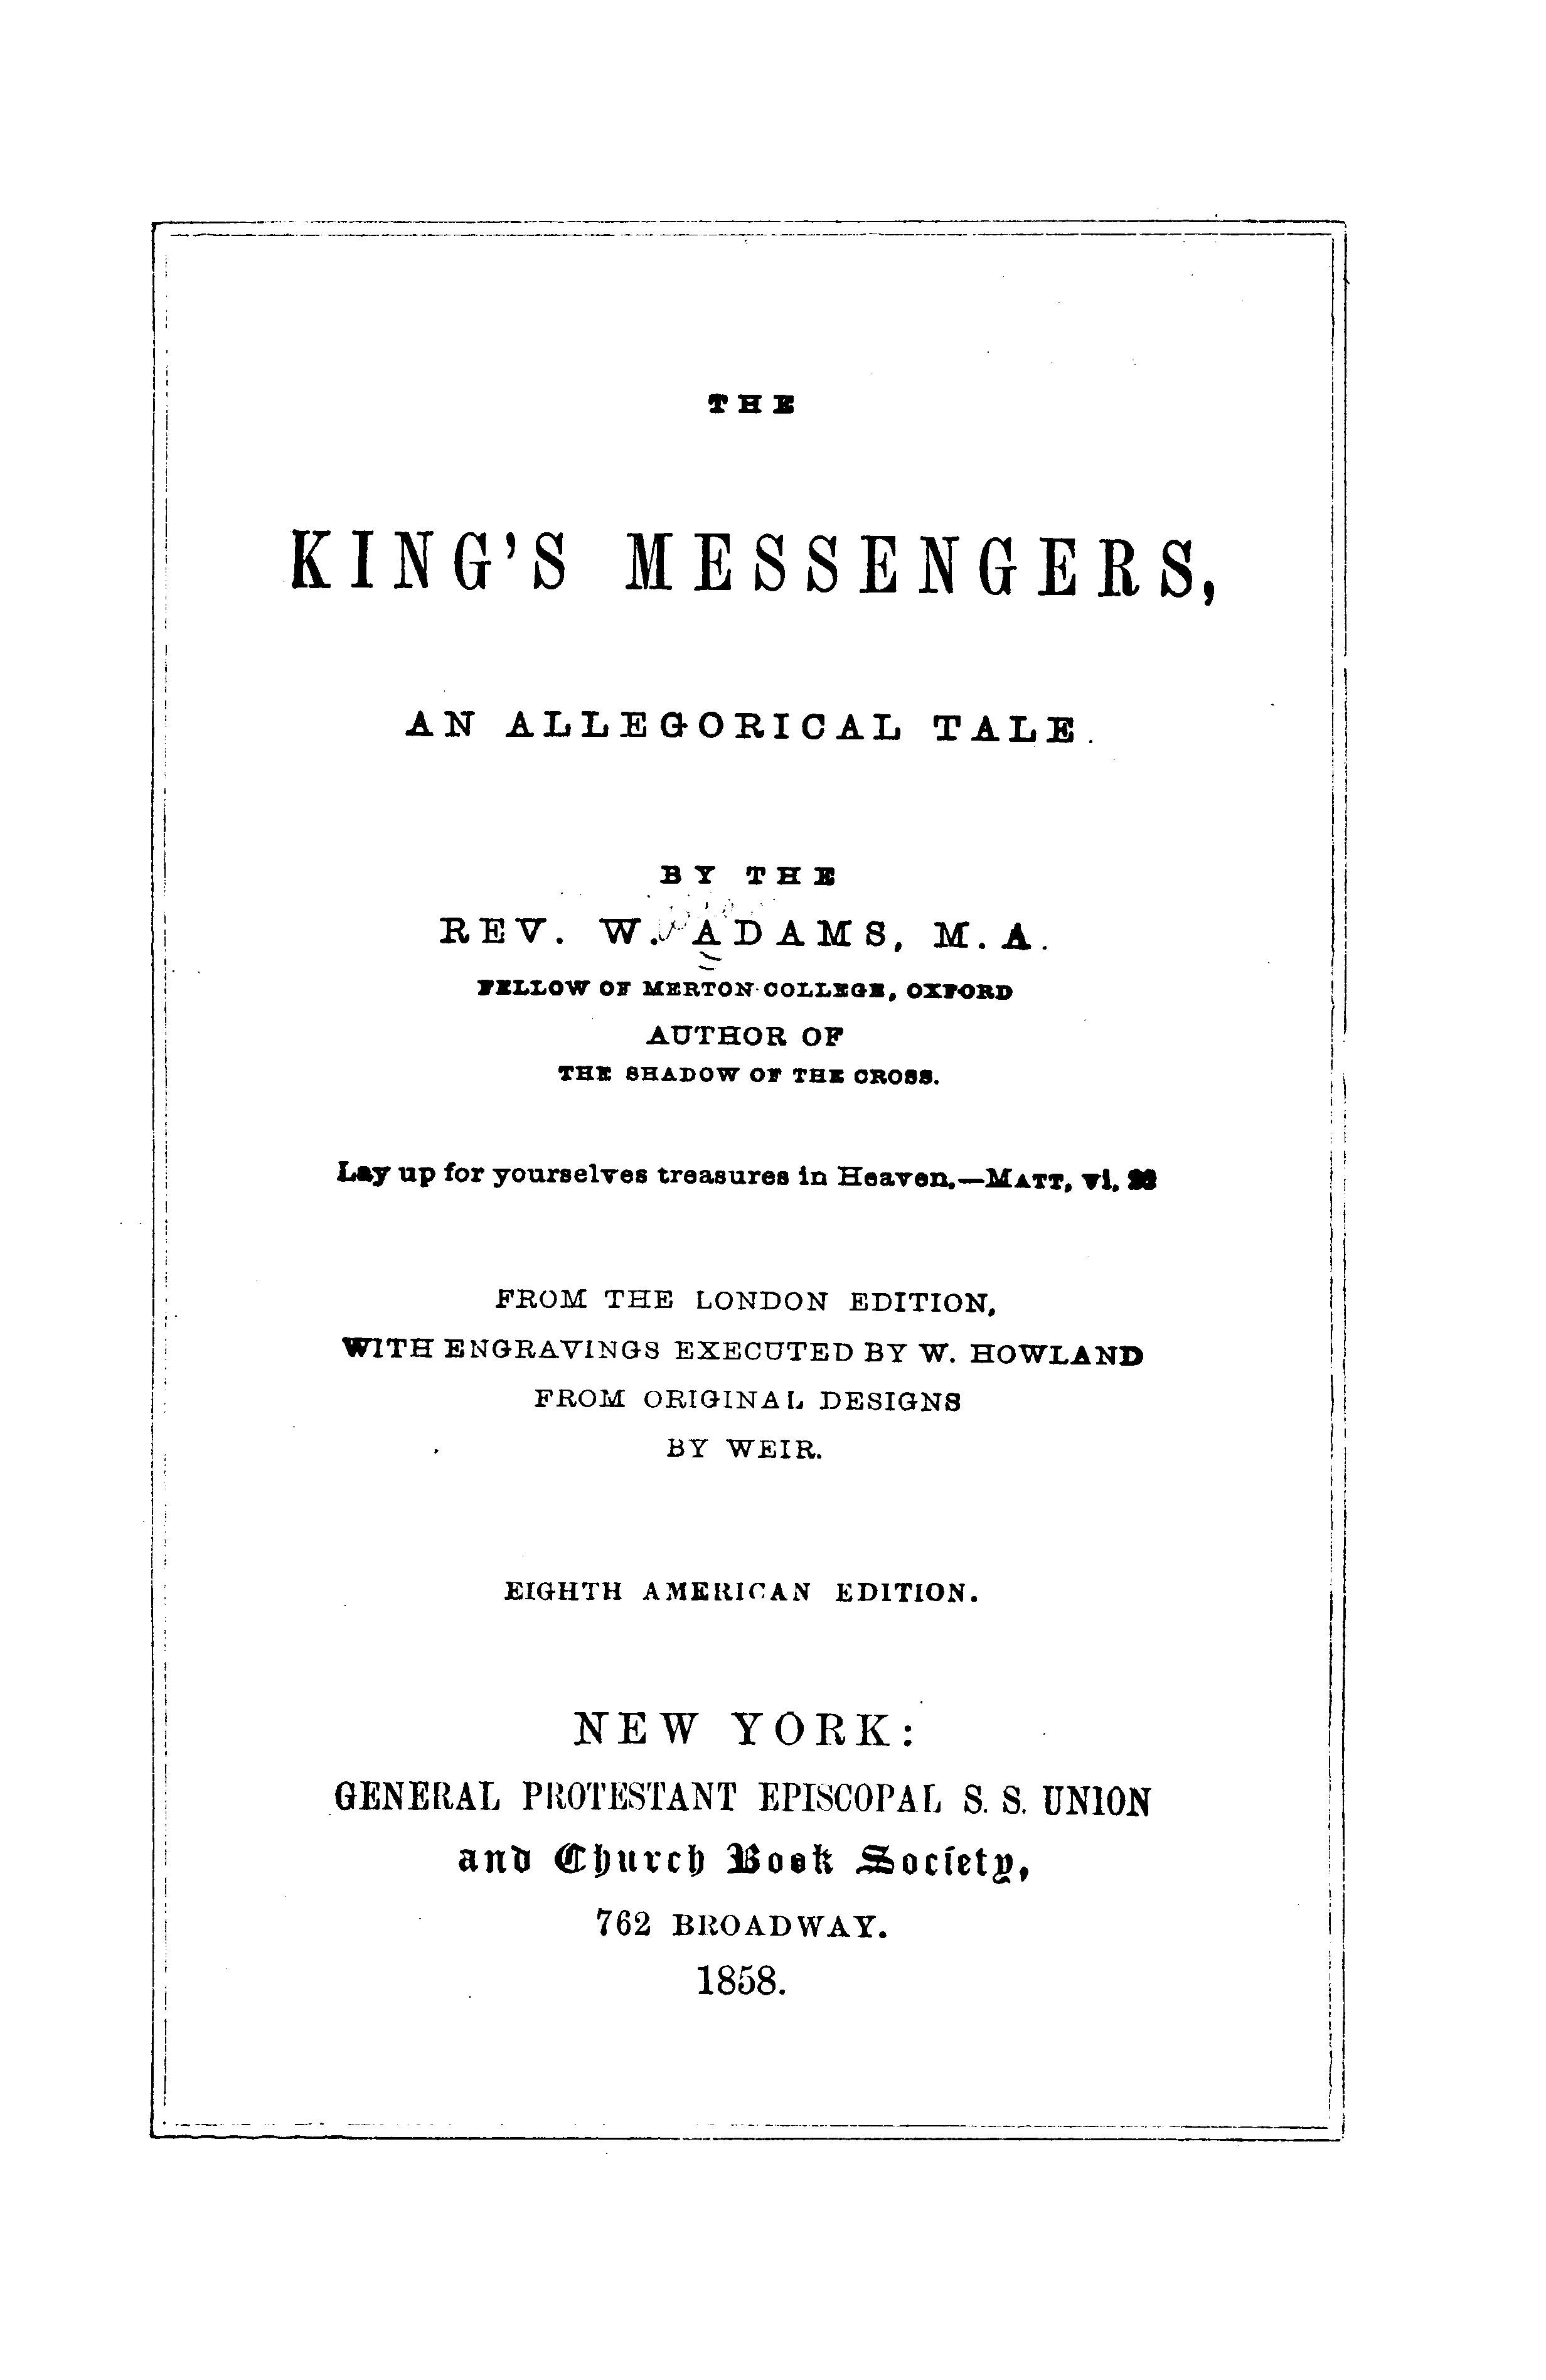 THE
KING'S MESSENGERS,
AN ALLEGORICAL TALE.
BY THE
REV. W. ADAMS, M. A.
FELLOW OF MERTON COLLEGE, OXFORD
AUTHOR OF
THE SHADOW OF THE CROSS.
Lay up for yourselves treasures in Heaven.—MATT. vi.
FROM THE LONDON EDITION,
WITH ENGRAVINGS EXECUTED BY W. HOWLAND
FROM ORIGINAL DESIGNS
BY WEIR.
EIGHTH AMERICAN EDITION.
NEW YORK:
GENERAL PROTESTANT EPISCOPAL S. S. UNION
and Church Book Society,
762 BROADWAY.
1858.